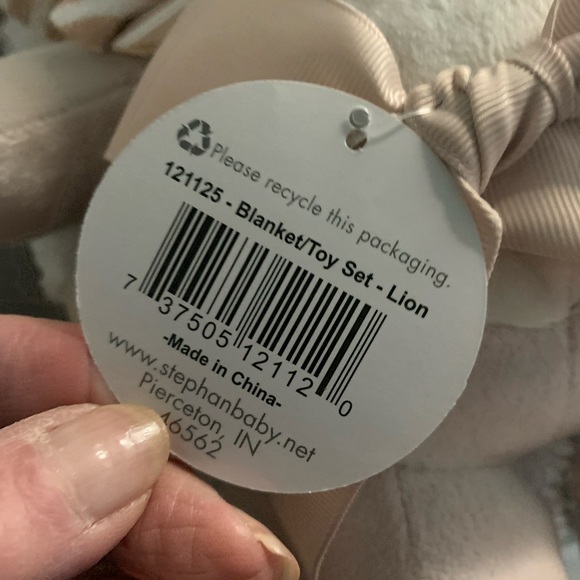 Please recycle this packaging.
121125 - Blanket/Toy Set - Lion
7 37505 12112 0
-Made in China-
www.stephanbaby.net
Pierceton, IN
46562